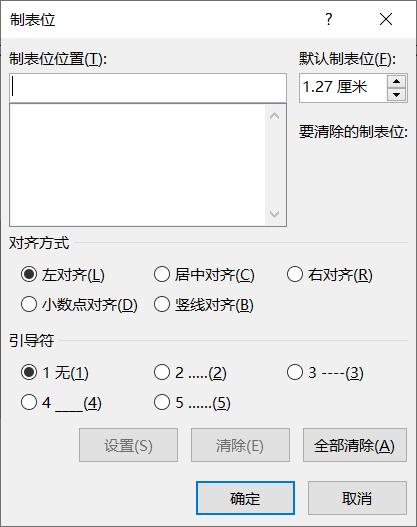 制表位 ?
制表位位置(T): 默认制表位(F):
1.27 厘米
要清除的制表位:
对齐方式
左对齐(L) 居中对齐(C) 右对齐(R)
小数点对齐(D) 竖线对齐(B)
引导符
1 无(1) 2 .....(2) 3 ----(3)
4 ____(4) 5 ......(5)
设置(S) 清除(E) 全部清除(A)
确定 取消